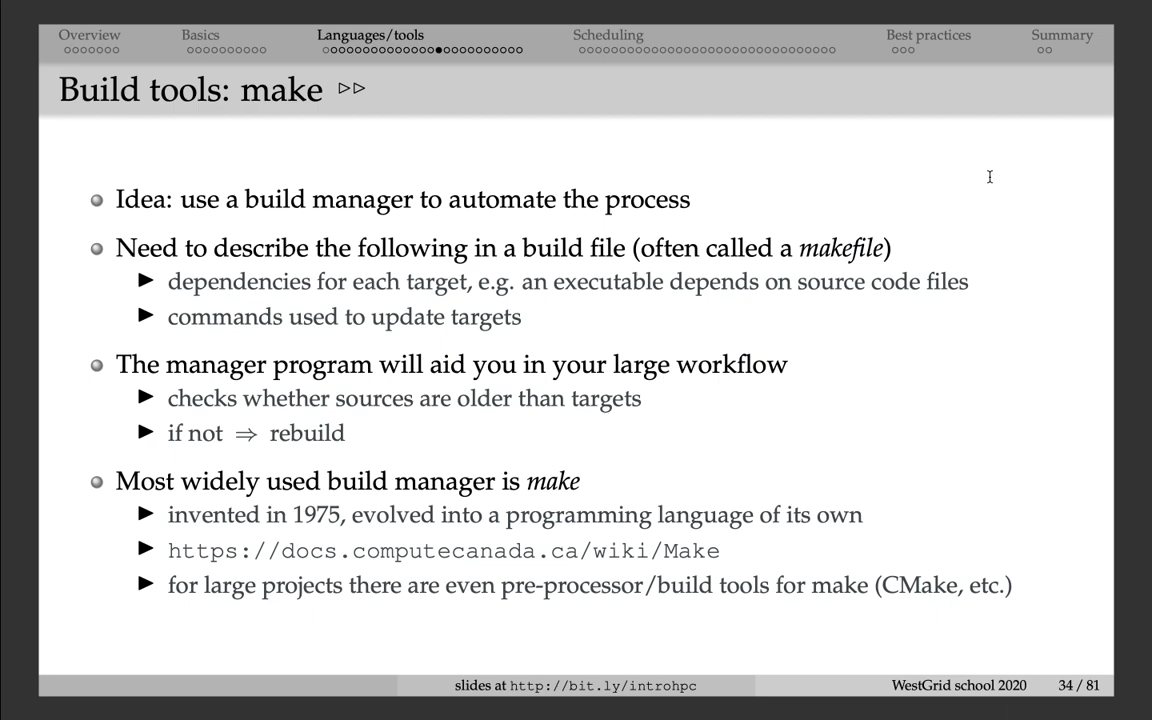 Overview Basics Languages/tools Scheduling Best practices Summary
Build tools: make
Idea: use a build manager to automate the process
Need to describe the following in a build file (often called a makefile)
dependencies for each target, e.g. an executable depends on source code files
commands used to update targets
The manager program will aid you in your large workflow
checks whether sources are older than targets
if not ⇒ rebuild
Most widely used build manager is make
invented in 1975, evolved into a programming language of its own
https://docs.computecanada.ca/wiki/Make
for large projects there are even pre-processor/build tools for make (CMake, etc.)
slides at http://bit.ly/introhpc WestGrid school 2020 34 / 81